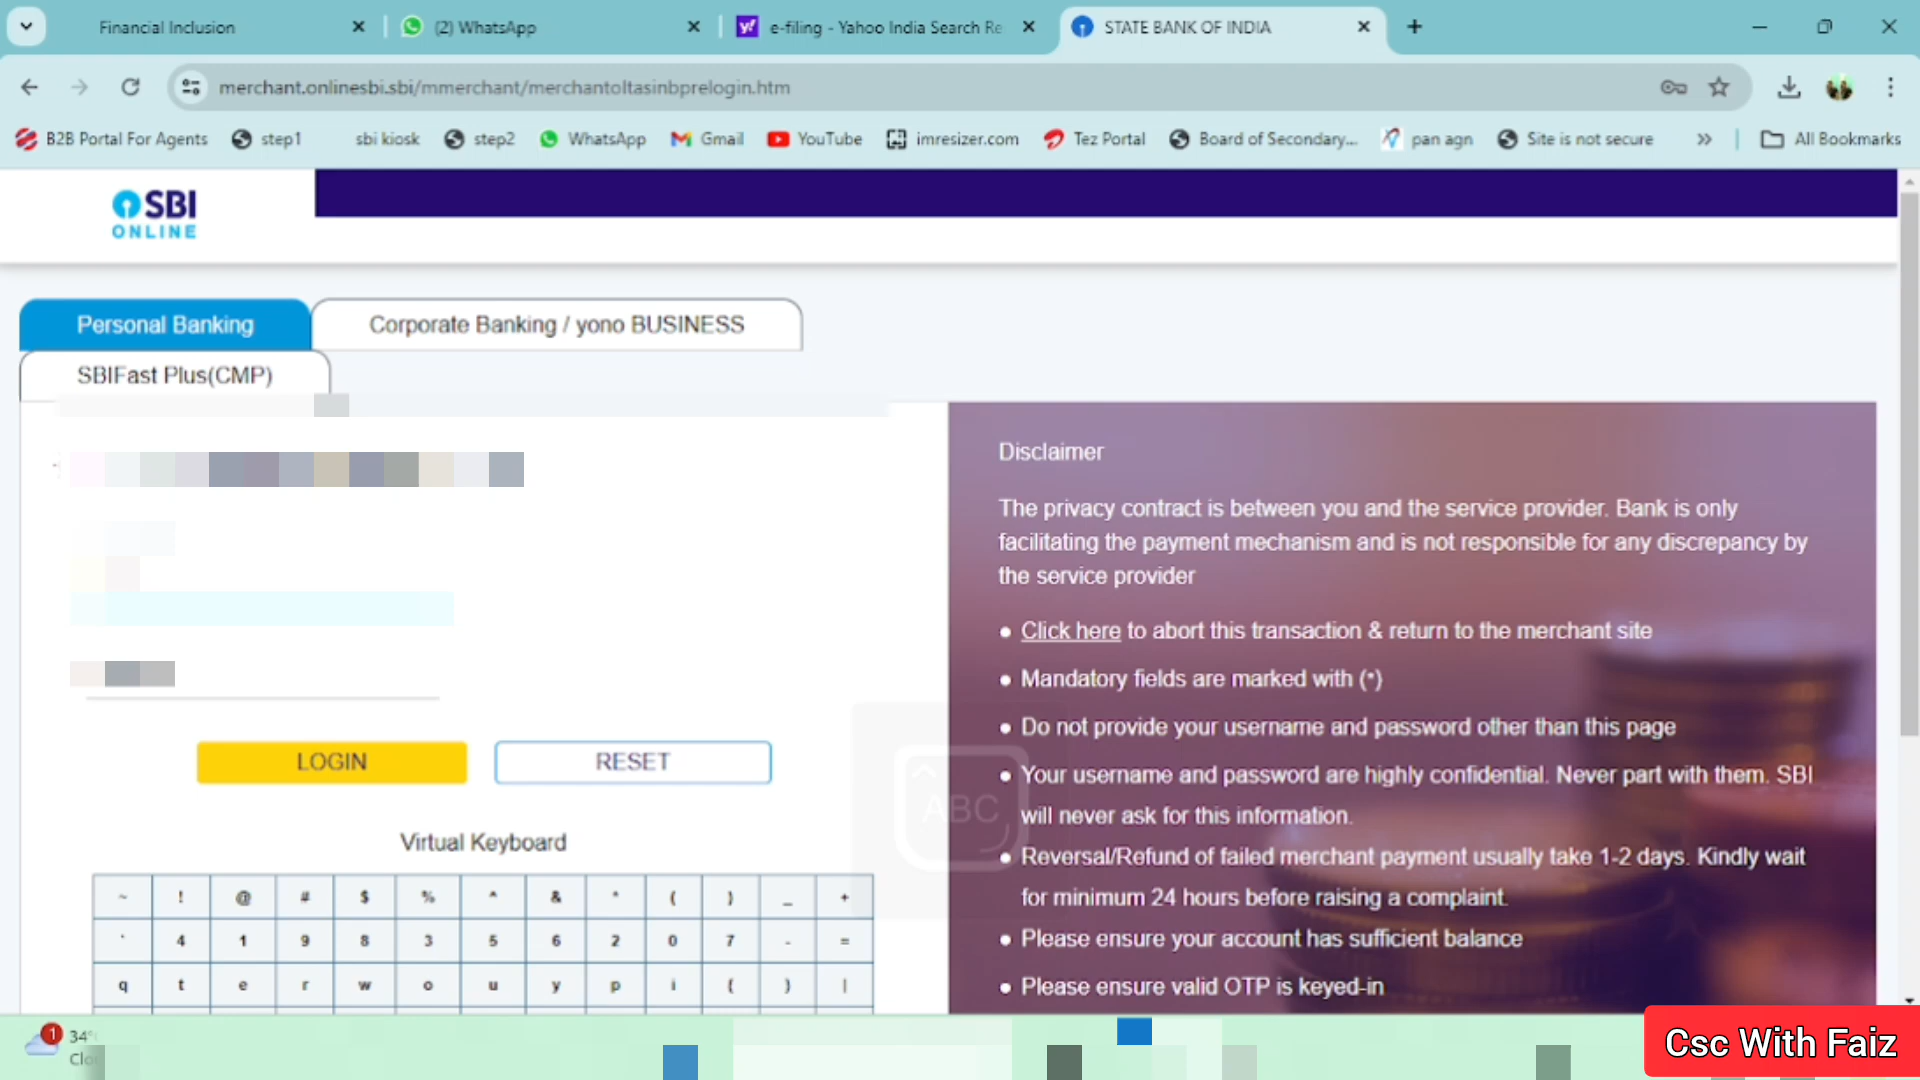 Financial Inclusion
(2) WhatsApp
e-filing - Yahoo India Search Re
STATE BANK OF INDIA
merchant.onlinesbi.sbi/mmerchant/merchantoltasinbprelogin.htm
B2B Portal For Agents
step1
sbi kiosk
step2
WhatsApp
Gmail
YouTube
imresizer.com
Tez Portal
Board of Secondary...
pan agn
Site is not secure
All Bookmarks
SBI
ONLINE
Personal Banking
Corporate Banking / yono BUSINESS
SBIFast Plus(CMP)
LOGIN
RESET
Virtual Keyboard
~ ! @ # $ % ^ & * ( ) _ +
` 4 1 9 8 3 5 6 2 0 7 - =
q t e r w o u y p i { } |
ABC
Disclaimer
The privacy contract is between you and the service provider. Bank is only
facilitating the payment mechanism and is not responsible for any discrepancy by
the service provider
Click here to abort this transaction & return to the merchant site
Mandatory fields are marked with (*)
Do not provide your username and password other than this page
Your username and password are highly confidential. Never part with them. SBI
will never ask for this information.
Reversal/Refund of failed merchant payment usually take 1-2 days. Kindly wait
for minimum 24 hours before raising a complaint.
Please ensure your account has sufficient balance
Please ensure valid OTP is keyed-in
1
34°
Csc With Faiz